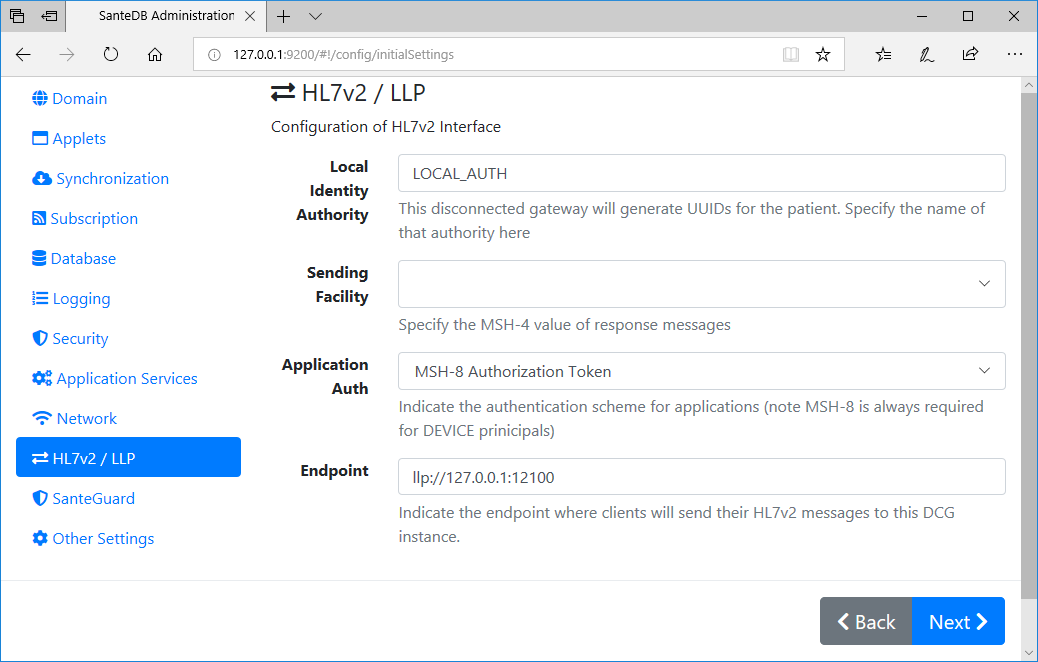 SanteDB Administration
127.0.0.1:9200/#!/config/initialSettings
Domain
Applets
Synchronization
Subscription
Database
Logging
Security
Application Services
Network
HL7v2 / LLP
SanteGuard
Other Settings
HL7v2 / LLP
Configuration of HL7v2 Interface
Local
Identity
Authority
LOCAL_AUTH
This disconnected gateway will generate UUIDs for the patient. Specify the name of
that authority here
Sending
Facility
Specify the MSH-4 value of response messages
Application
Auth
MSH-8 Authorization Token
Indicate the authentication scheme for applications (note MSH-8 is always required
for DEVICE prinicipals)
Endpoint
llp://127.0.0.1:12100
Indicate the endpoint where clients will send their HL7v2 messages to this DCG
instance.
Back
Next